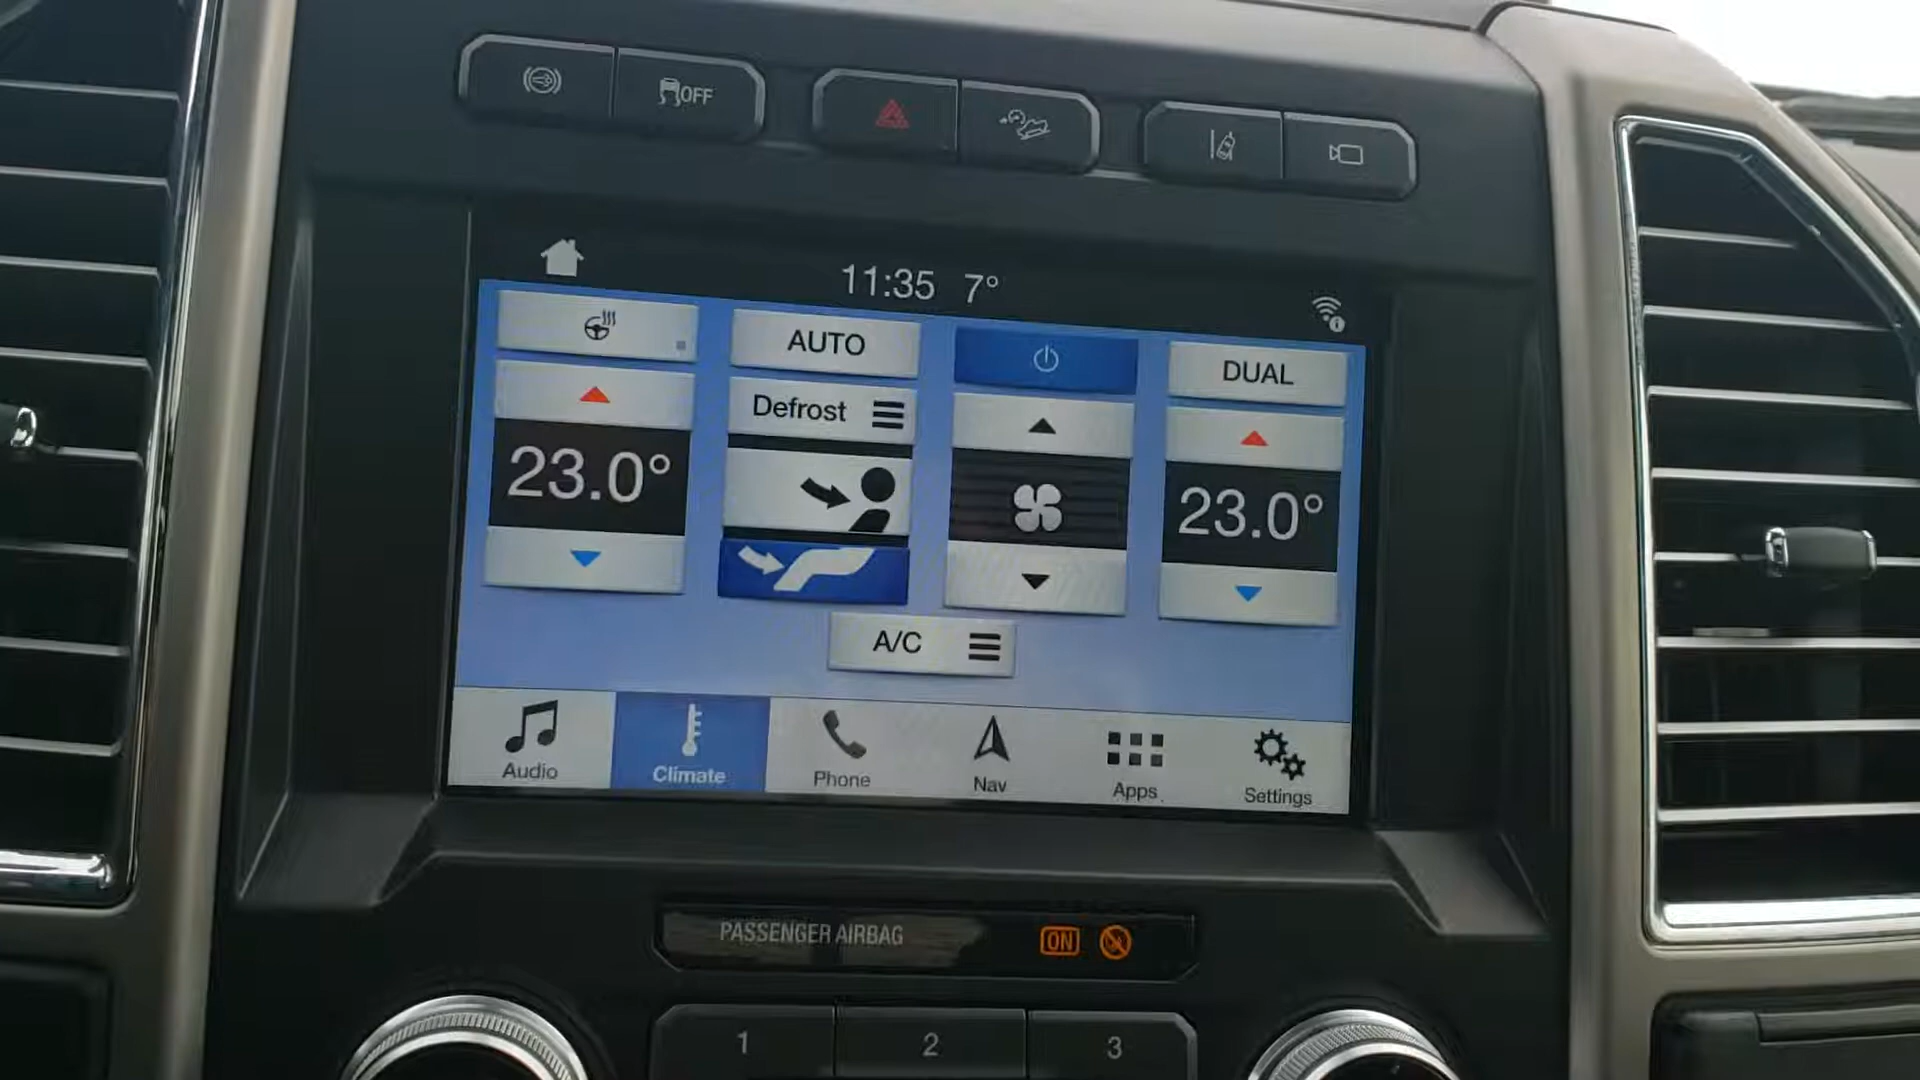 OFF
11:35 7°
AUTO
DUAL
Defrost
23.0°
23.0°
A/C
Audio
Climate
Phone
Nav
Apps
Settings
PASSENGER AIRBAG
ON
1
2
3